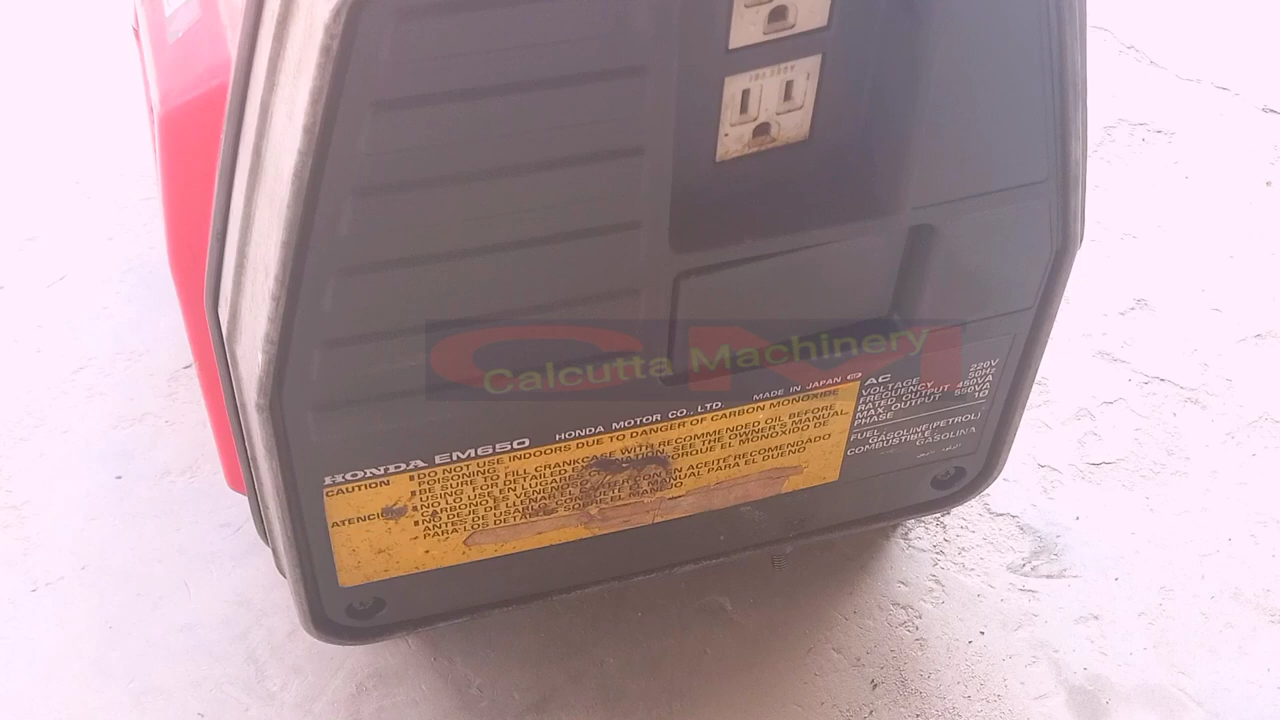 CM
Calcutta Machinery
HONDA EM650 HONDA MOTOR CO., LTD. MADE IN JAPAN
CAUTION
DO NOT USE INDOORS DUE TO DANGER OF CARBON MONOXIDE
POISONING.
BE SURE TO FILL CRANKCASE WITH RECOMMENDED OIL BEFORE
USING FOR DETAILED SEE THE OWNER'S MANUAL.
ATENCION
NO LO USE EN LUGARES PORQUE EL MONOXIDO DE
CARBONO ES VENENOSO
NO DEJE DE LLENAR EL CON EN ACEITE RECOMENDADO
ANTES DE USARLO. CONSULTE EL MANUAL PARA EL DUENO
PARA LOS DETALLES SOBRE EL MANEJO.
AC
VOLTAGE 220V
FREQUENCY 50Hz
RATED OUTPUT 450VA
MAX. OUTPUT 550VA
PHASE 1Ø
FUEL:
GASOLINE(PETROL)
COMBUSTIBLE:
GASOLINA